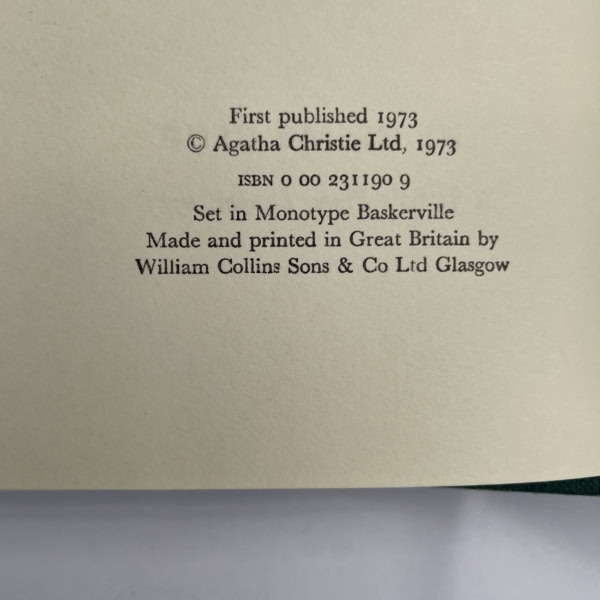 First published 1973
© Agatha Christie Ltd, 1973
ISBN 0 00 231190 9
Set in Monotype Baskerville
Made and printed in Great Britain by
William Collins Sons & Co Ltd Glasgow